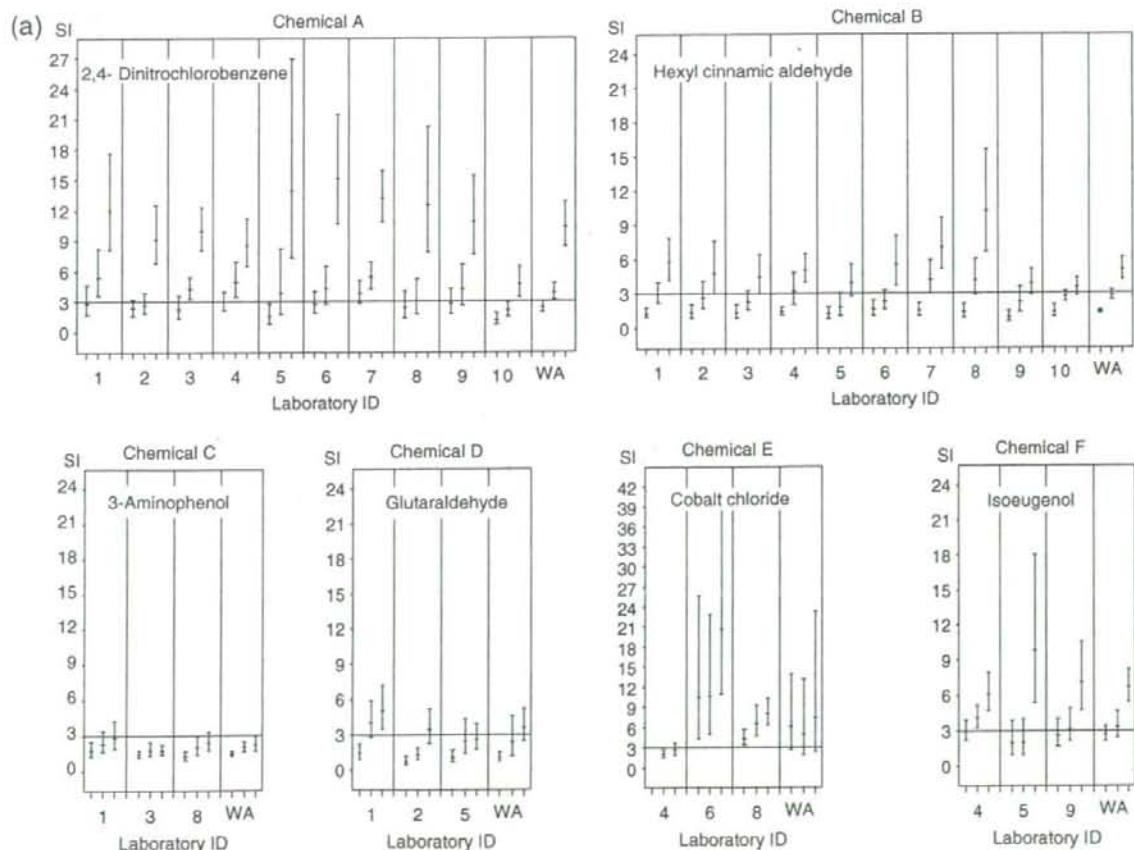 (a)
Chemical A
SI
2,4- Dinitrochlorobenzene
27
24
21
18
15
12
9
6
3
0
1 2 3 4 5 6 7 8 9 10 WA
Laboratory ID
Chemical B
SI
Hexyl cinnamic aldehyde
24
21
18
15
12
9
6
3
0
1 2 3 4 5 6 7 8 9 10 WA
Laboratory ID
Chemical C
SI
3-Aminophenol
24
21
18
15
12
9
6
3
0
1 3 8 WA
Laboratory ID
Chemical D
SI
Glutaraldehyde
24
21
18
15
12
9
6
3
0
1 2 5 WA
Laboratory ID
Chemical E
SI
Cobalt chloride
42
39
36
33
30
27
24
21
18
15
12
9
6
3
0
4 6 8 WA
Laboratory ID
Chemical F
SI
Isoeugenol
24
21
18
15
12
9
6
3
0
4 5 9 WA
Laboratory ID